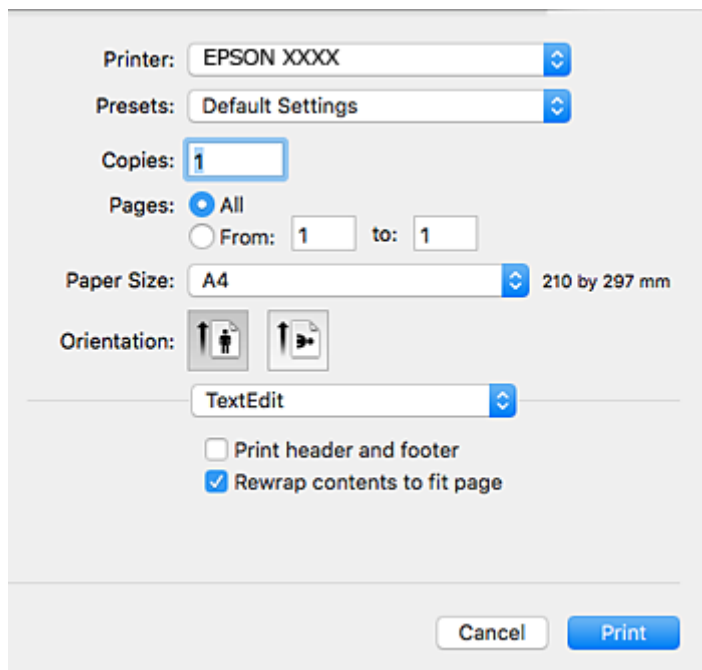 Printer: EPSON XXXX
Presets: Default Settings
Copies: 1
Pages: All
From: 1 to: 1
Paper Size: A4 210 by 297 mm
Orientation:
TextEdit
Print header and footer
Rewrap contents to fit page
Cancel Print